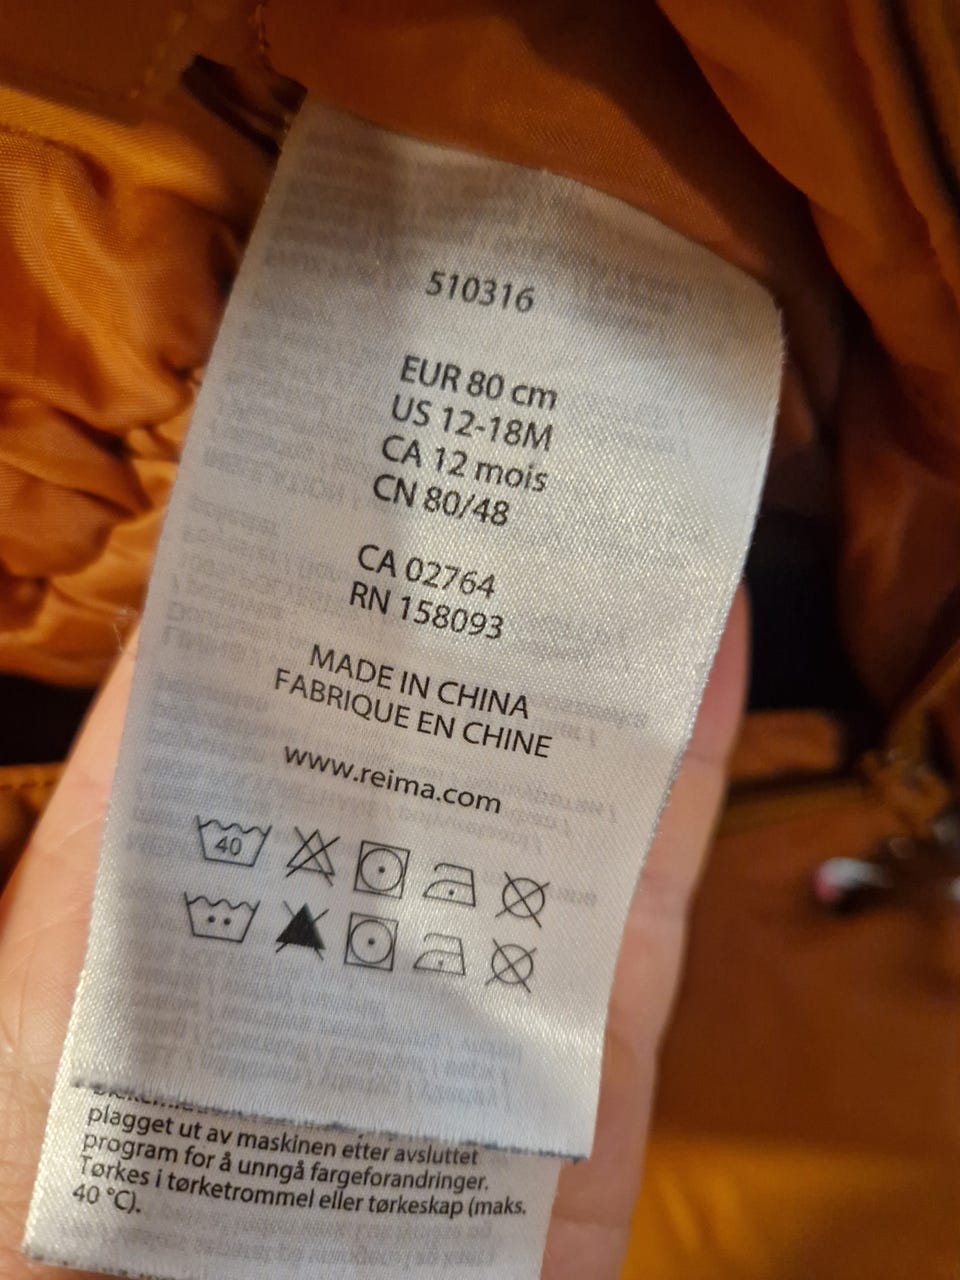 510316
EUR 80 cm
US 12-18M
CA 12 mois
CN 80/48
CA 02764
RN 158093
MADE IN CHINA
FABRIQUE EN CHINE
www.reima.com
40
plagget ut av maskinen etter avsluttet
program for å unngå fargeforandringer.
Tørkes i tørketrommel eller tørkeskap (maks.
40 °C).